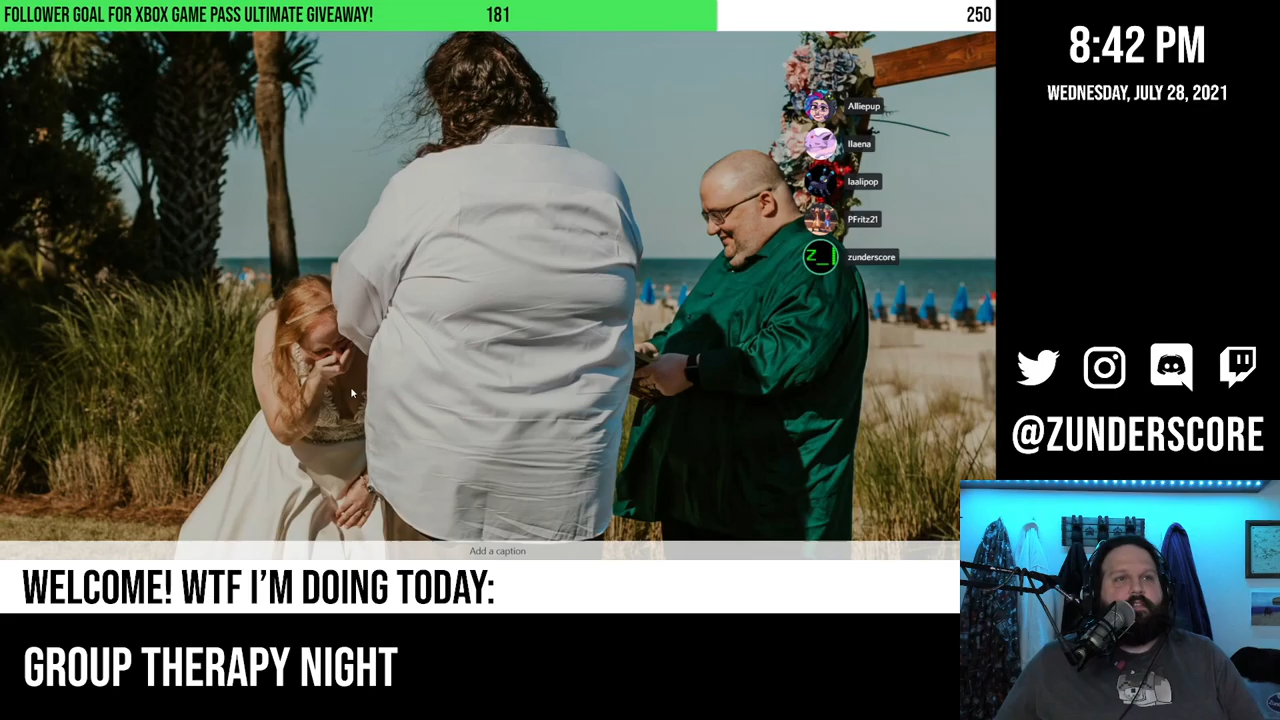 FOLLOWER GOAL FOR XBOX GAME PASS ULTIMATE GIVEAWAY! 181 250
8:42 PM
WEDNESDAY, JULY 28, 2021
Alliepup
Ilaena
laalipop
PFritz21
zunderscore
z_
@ZUNDERSCORE
Add a caption
WELCOME! WTF I'M DOING TODAY:
GROUP THERAPY NIGHT